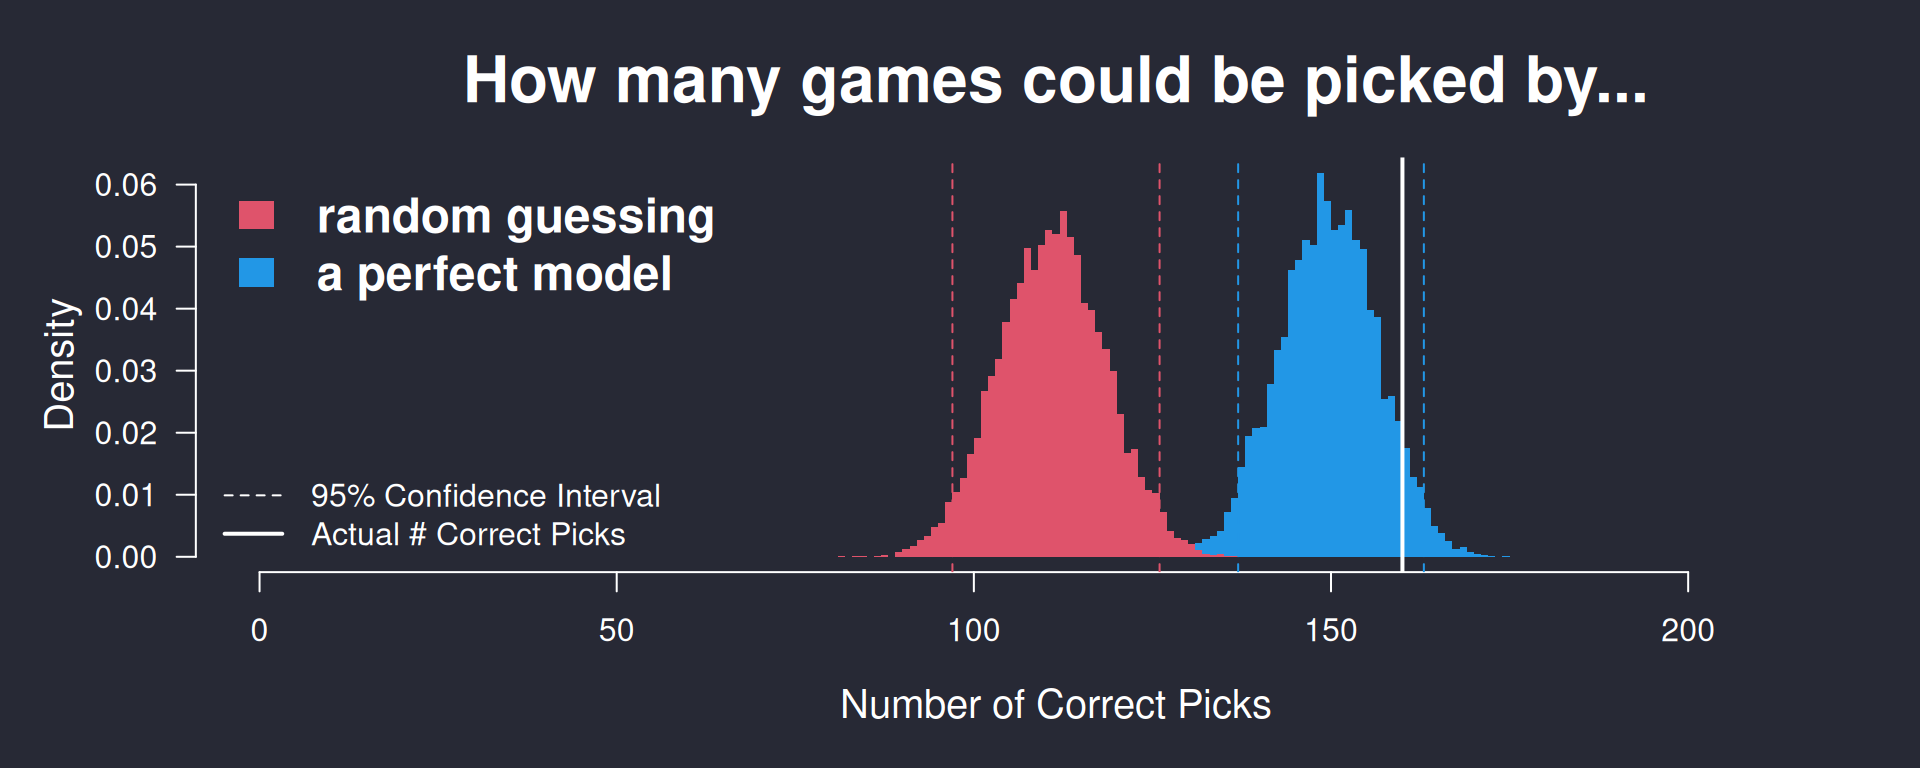 How many games could be picked by...
random guessing
a perfect model
95% Confidence Interval
Actual # Correct Picks
Density
0.06
0.05
0.04
0.03
0.02
0.01
0.00
0 50 100 150 200
Number of Correct Picks